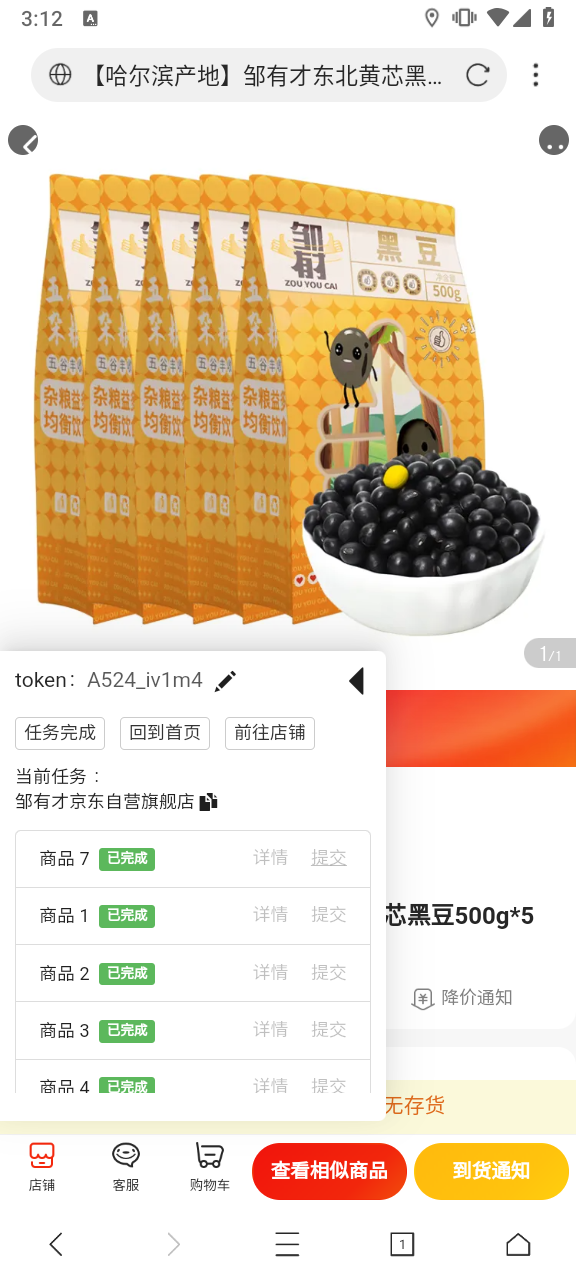 3:12
A
【哈尔滨产地】邹有才东北黄芯黑...
邹有才
ZOU YOU CAI
黑豆
净含量
500g
+1
五谷丰
杂粮益
均衡饮
1/1
token： A524_iv1m4
任务完成 回到首页 前往店铺
当前任务：
邹有才京东自营旗舰店
商品 7 已完成 详情 提交
芯黑豆500g*5
商品 1 已完成 详情 提交
商品 2 已完成 详情 提交
降价通知
商品 3 已完成 详情 提交
商品 4 已完成 详情 提交
无存货
店铺 客服 购物车 查看相似商品 到货通知
1